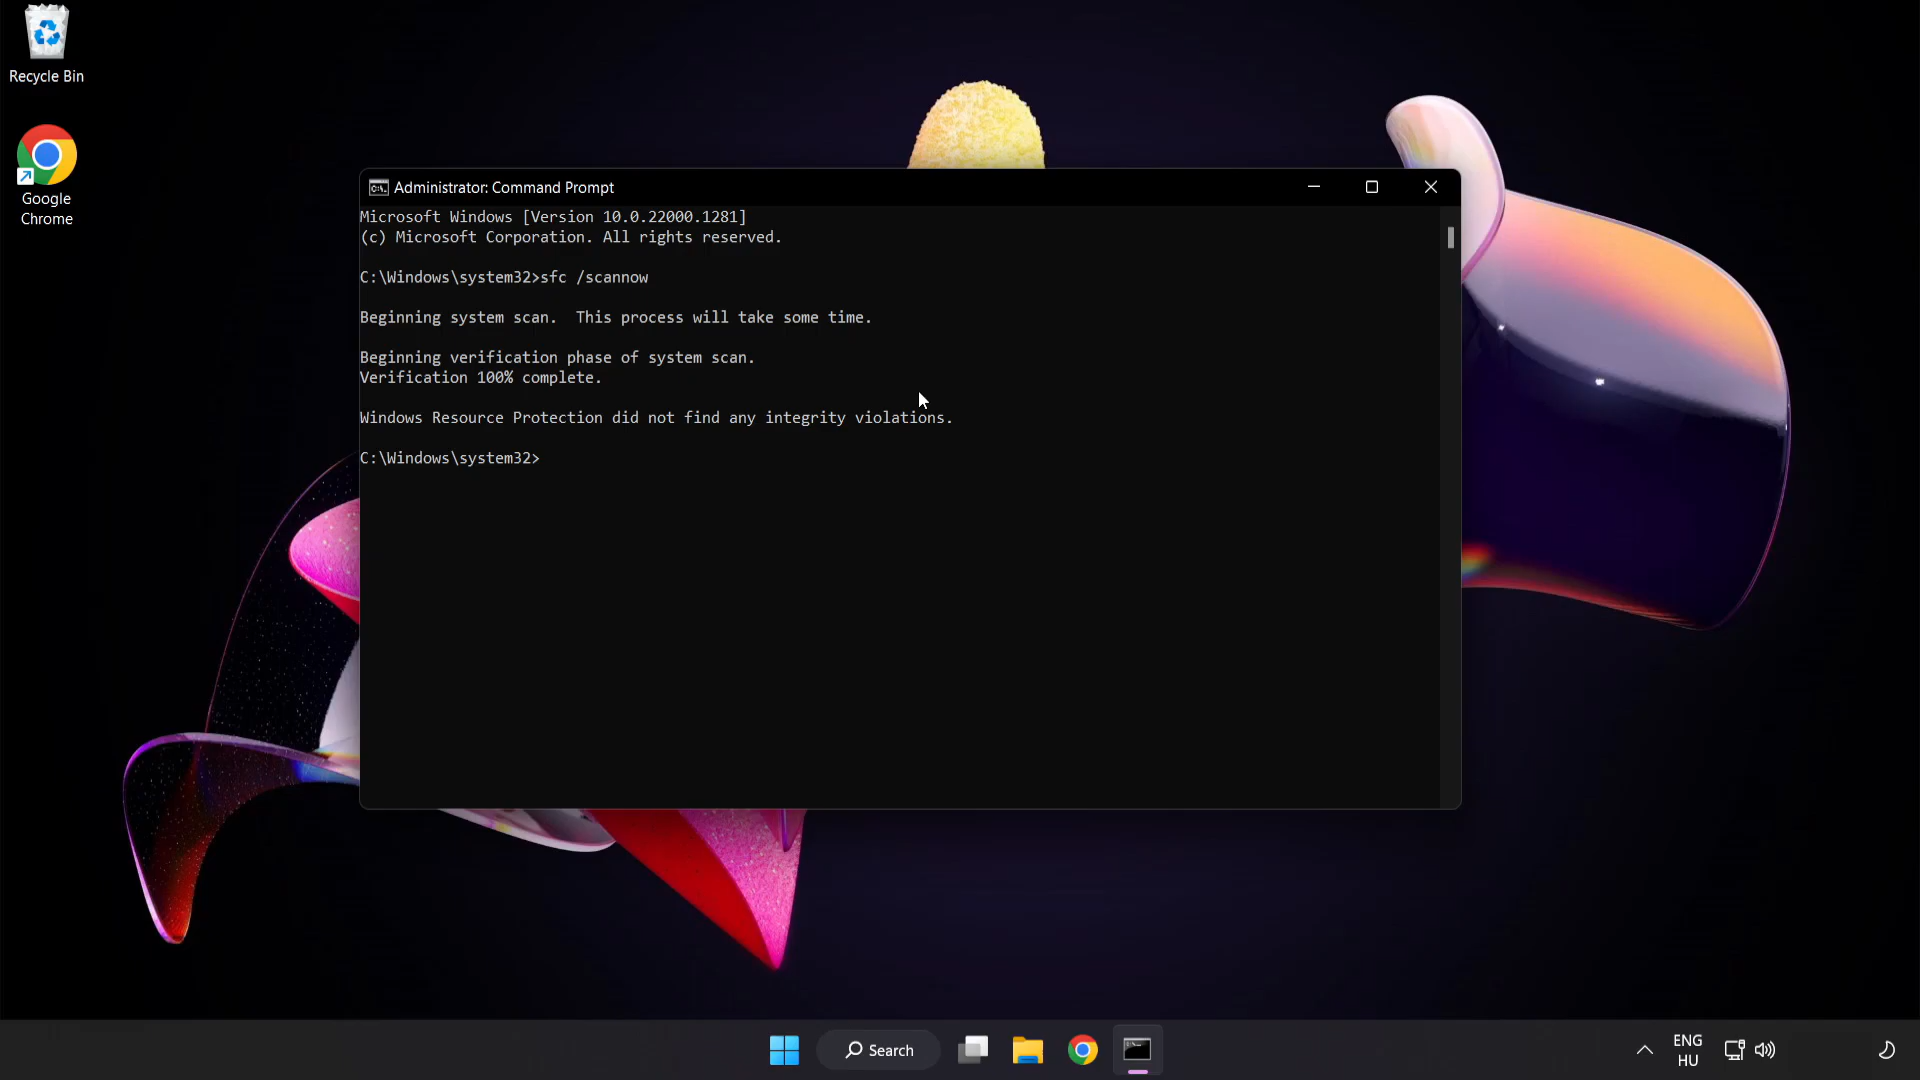 Recycle Bin
Google
Chrome
Administrator: Command Prompt
Microsoft Windows [Version 10.0.22000.1281]
(c) Microsoft Corporation. All rights reserved.
C:\Windows\system32>sfc /scannow
Beginning system scan.  This process will take some time.
Beginning verification phase of system scan.
Verification 100% complete.
Windows Resource Protection did not find any integrity violations.
C:\Windows\system32>
Search
ENG
HU